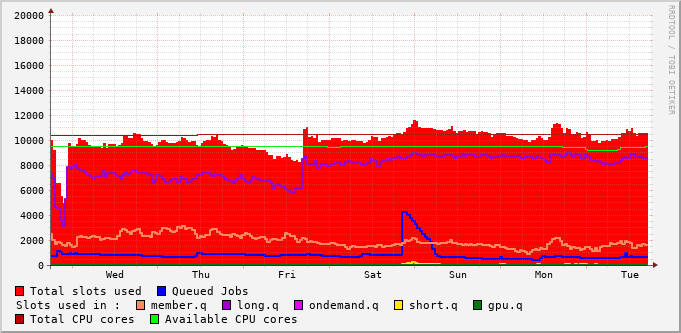 20000
RRDTOOL / TOBI OETIKER
18000
16000
14000
12000
10000
8000
6000
4000
2000
0
Wed Thu Fri Sat Sun Mon Tue
Total slots used Queued Jobs
Slots used in : member.q long.q ondemand.q short.q gpu.q
Total CPU cores Available CPU cores